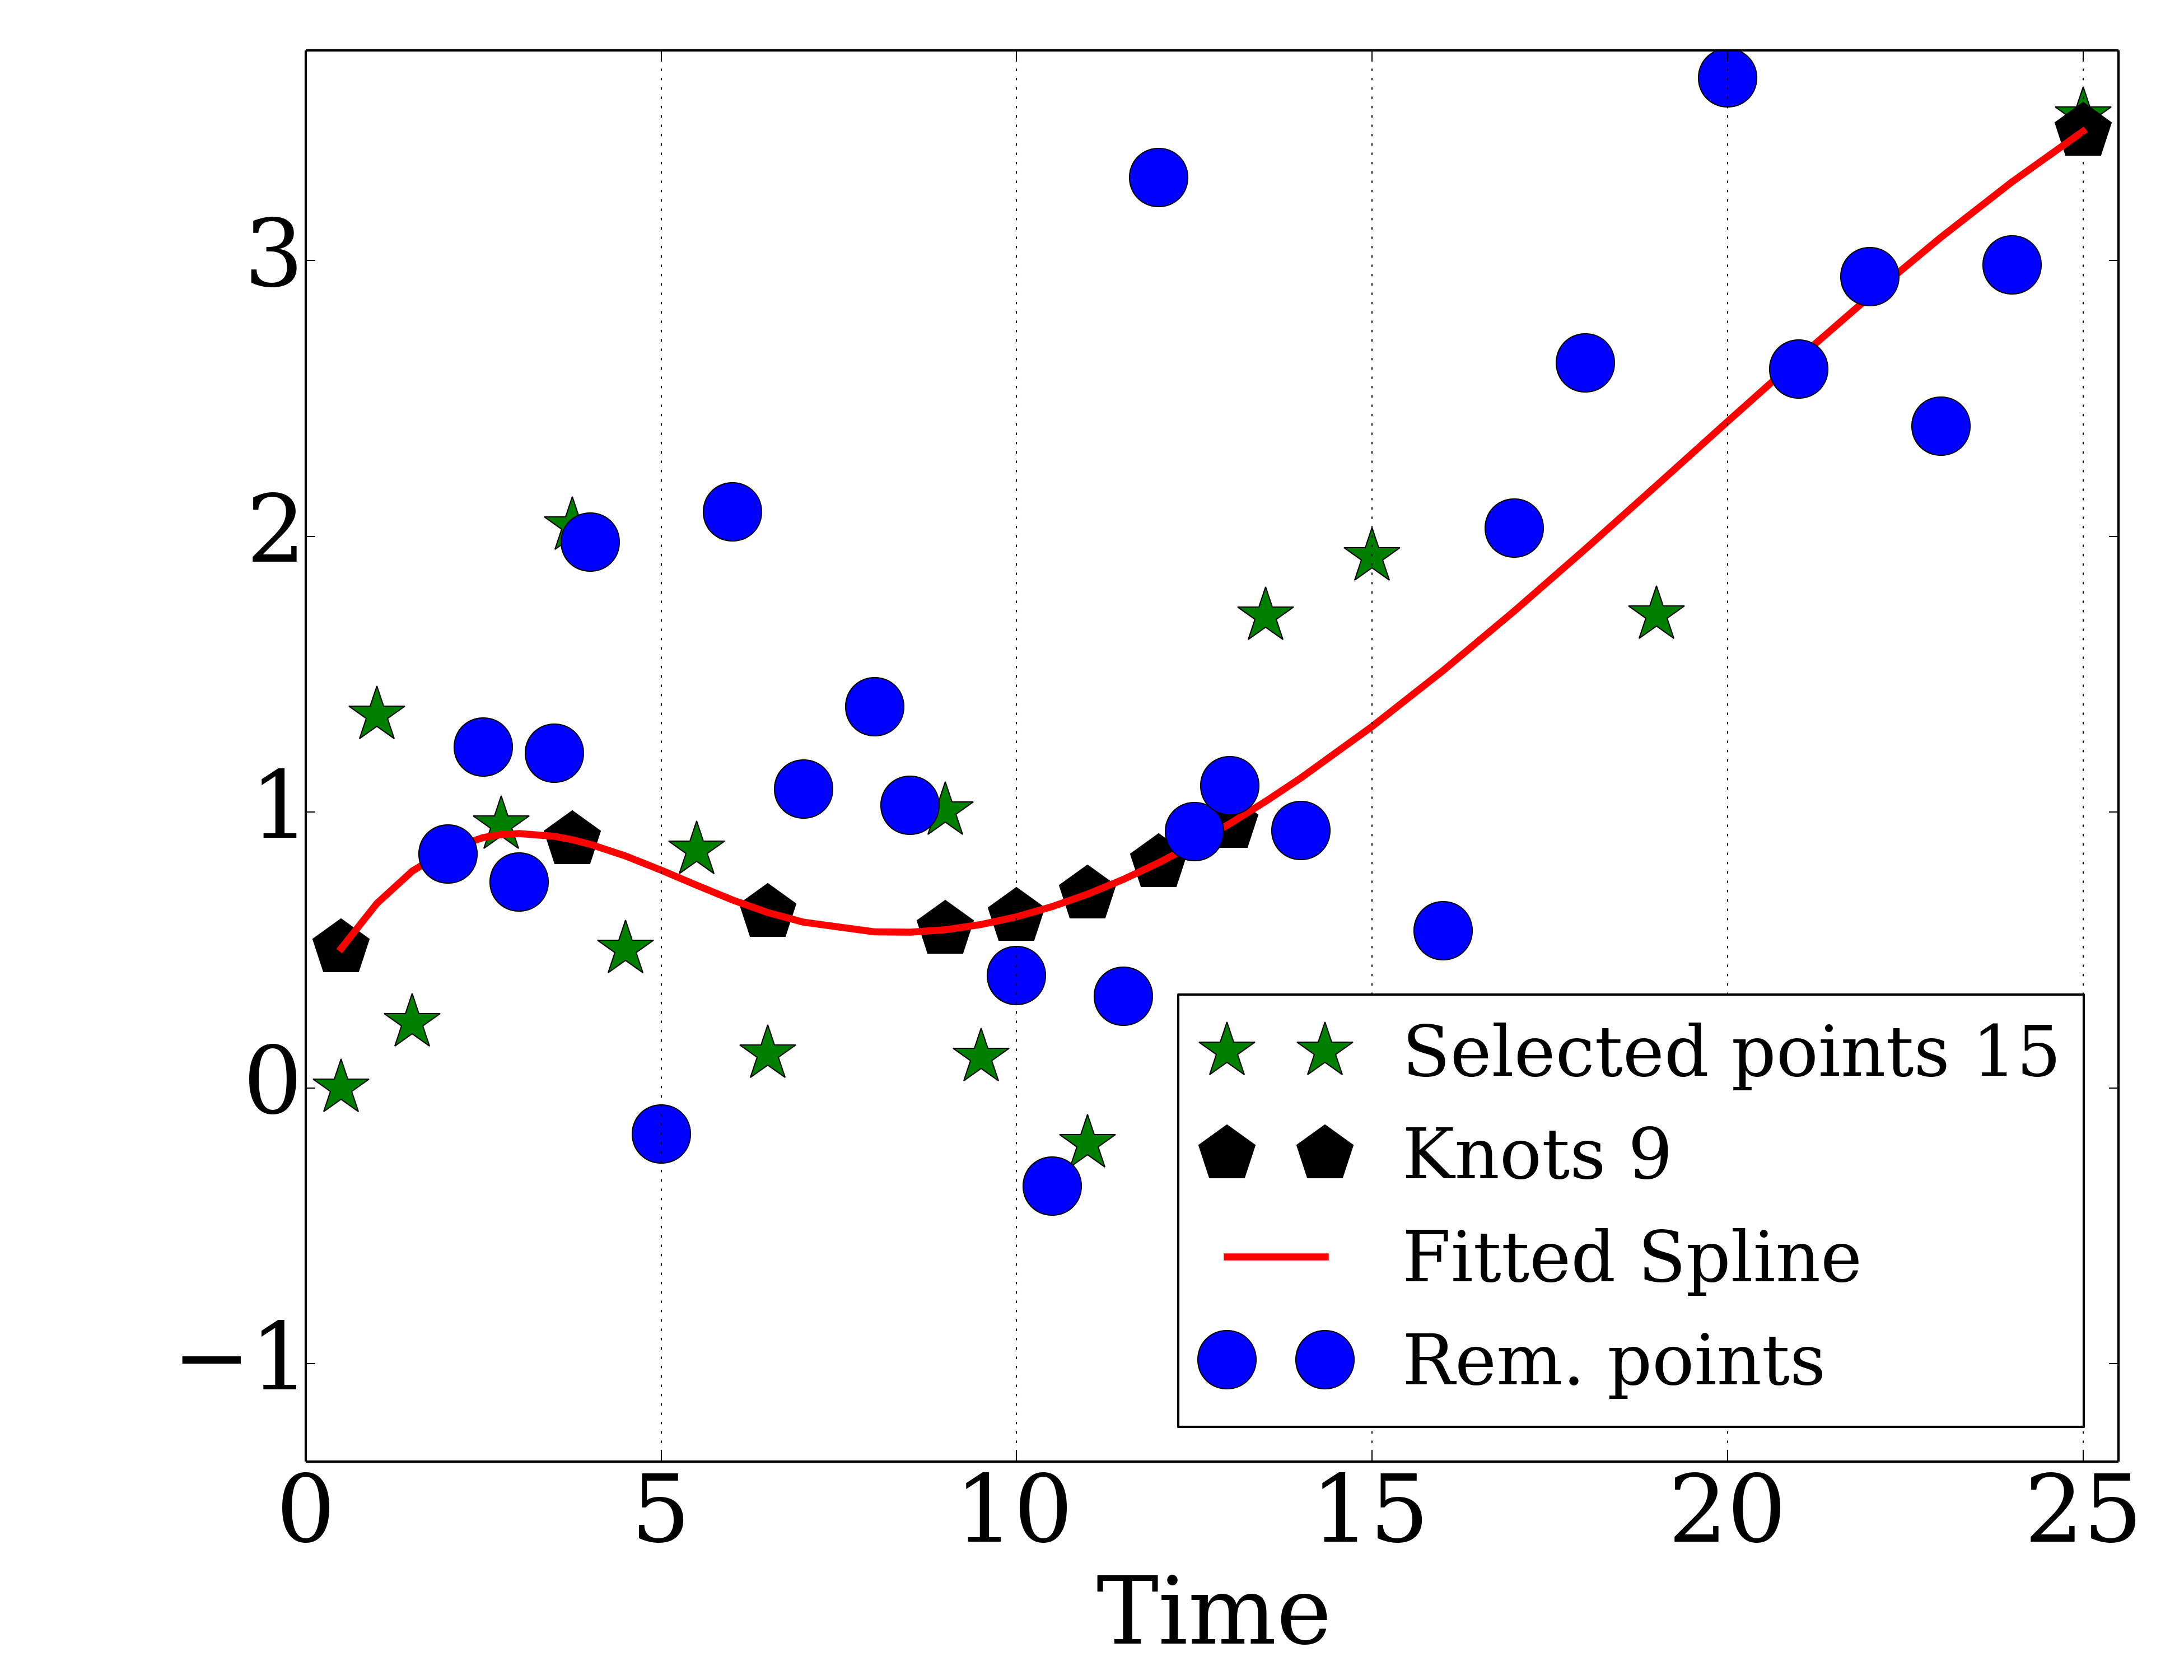 3
2
1
0
−1
Selected points 15
Knots 9
Fitted Spline
Rem. points
0 5 10 15 20 25
Time